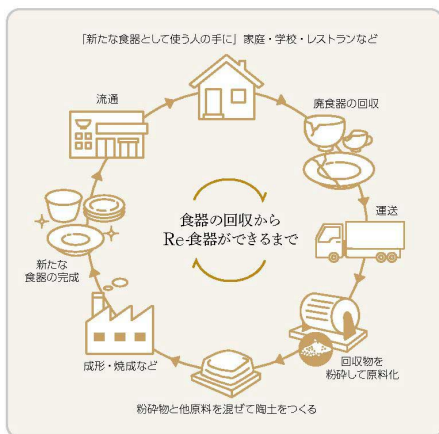 「新たな食器として使う人の手に」 家庭・学校・レストランなど
流通
廃食器の回収
食器の回収から
Re-食器ができるまで
運送
新たな
食器の完成
回収物を
粉砕して原料化
成形・焼成など
粉砕物と他原料を混ぜて陶土をつくる